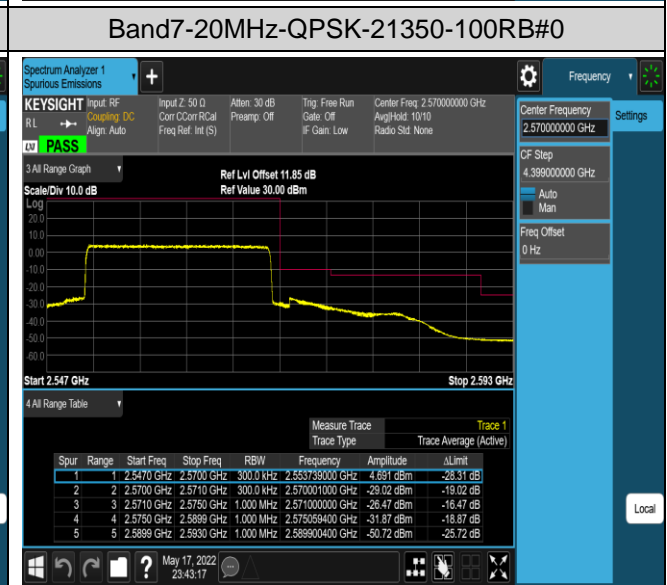 Band7-20MHz-QPSK-21350-100RB#0
Spectrum Analyzer 1
Spurious Emissions
+
Frequency
KEYSIGHT Input: RF Input Z: 50 Ω Atten: 30 dB Trig: Free Run Center Freq: 2.570000000 GHz
RL Coupling: DC Corr CCorr RCal Preamp: Off Gate: Off Avg|Hold: 10/10
Align: Auto Freq Ref: Int (S) IF Gain: Low Radio Std: None
LXI PASS
Center Frequency
2.570000000 GHz
Settings
CF Step
4.399000000 GHz
Auto
Man
Freq Offset
0 Hz
3 All Range Graph
Ref Lvl Offset 11.85 dB
Scale/Div 10.0 dB Ref Value 30.00 dBm
Log
20.0
10.0
0.00
-10.0
-20.0
-30.0
-40.0
-50.0
-60.0
Start 2.547 GHz Stop 2.593 GHz
4 All Range Table
Measure Trace Trace 1
Trace Type Trace Average (Active)
Spur Range Start Freq Stop Freq RBW Frequency Amplitude ΔLimit
1 1 2.5470 GHz 2.5700 GHz 300.0 kHz 2.553739000 GHz 4.691 dBm -28.31 dB
2 2 2.5700 GHz 2.5710 GHz 300.0 kHz 2.570001000 GHz -29.02 dBm -19.02 dB
3 3 2.5710 GHz 2.5750 GHz 1.000 MHz 2.571000000 GHz -26.47 dBm -16.47 dB
4 4 2.5750 GHz 2.5899 GHz 1.000 MHz 2.575059400 GHz -31.87 dBm -18.87 dB
5 5 2.5899 GHz 2.5930 GHz 1.000 MHz 2.589900400 GHz -50.72 dBm -25.72 dB
Local
? May 17, 2022
23:43:17